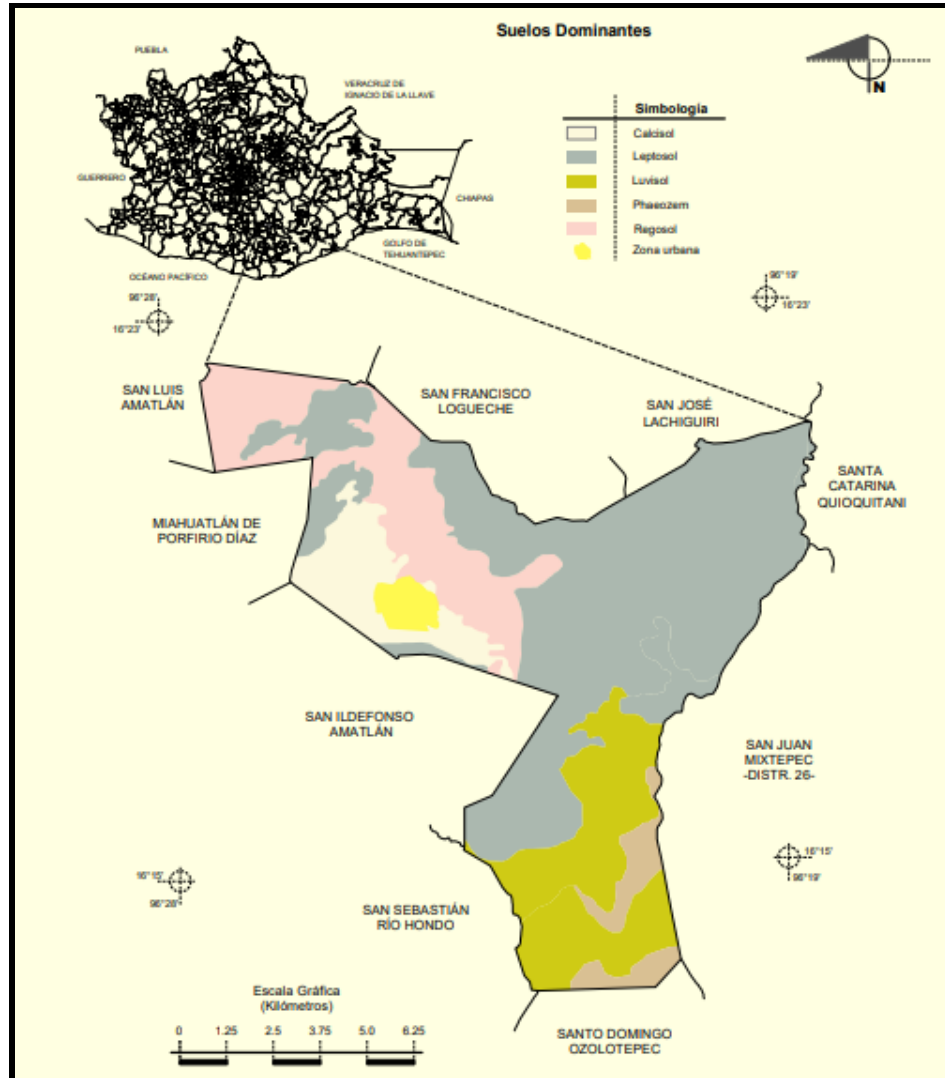 Suelos Dominantes
PUEBLA
VERACRUZ DE
IGNACIO DE LA LLAVE
GUERRERO
CHIAPAS
GOLFO DE
TEHUANTEPEC
OCÉANO PACÍFICO
N
Simbología
Calcisol
Leptosol
Luvisol
Phaeozem
Regosol
Zona urbana
96°28'
16°23'
96°19'
16°23'
SAN LUIS
AMATLÁN
SAN FRANCISCO
LOGUECHE
SAN JOSÉ
LACHIGUIRI
SANTA
CATARINA
QUIOQUITANI
MIAHUATLÁN DE
PORFIRIO DÍAZ
SAN ILDEFONSO
AMATLÁN
SAN JUAN
MIXTEPEC
-DISTR. 26-
16°15'
96°28'
16°15'
96°19'
SAN SEBASTIÁN
RÍO HONDO
SANTO DOMINGO
OZOLOTEPEC
Escala Gráfica
(Kilómetros)
0 1.25 3.75 6.25
2.5 5.0